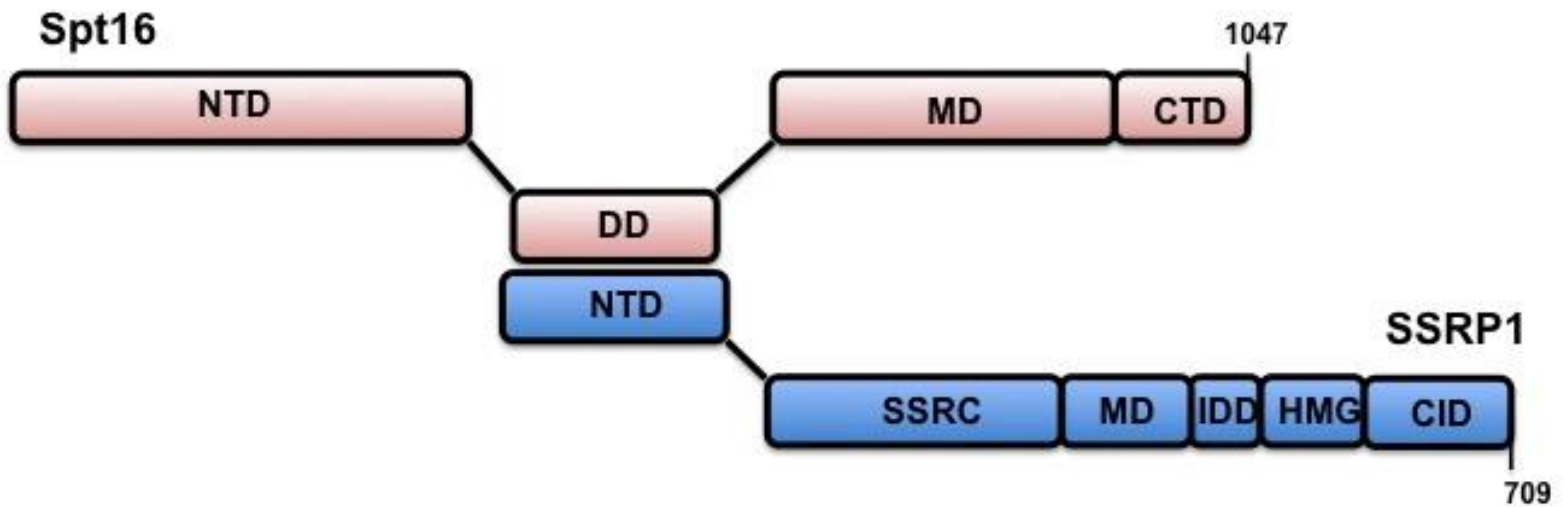 Spt16
1047
NTD
MD
CTD
DD
NTD
SSRP1
SSRC
MD
IDD
HMG
CID
709